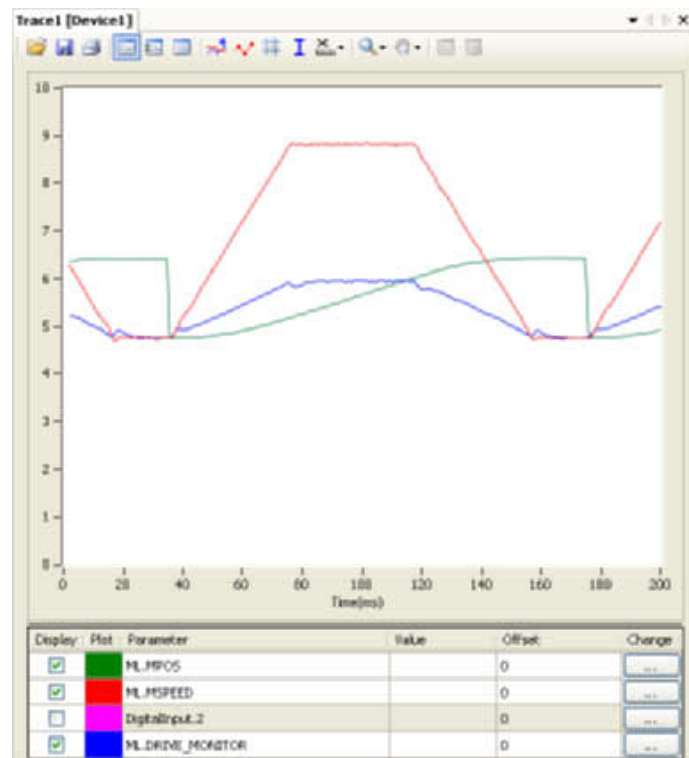 Trace1 [Device1]
10
9
8
7
6
5
4
3
2
1
0
0 20 40 60 80 100 120 140 160 180 200
Time(ms)
Display Plot Parameter Value Offset Change
ML.MPOS 0 ...
ML.MSPEED 0 ...
DigitalInput.2 0 ...
ML.DRIVE_MONITOR 0 ...